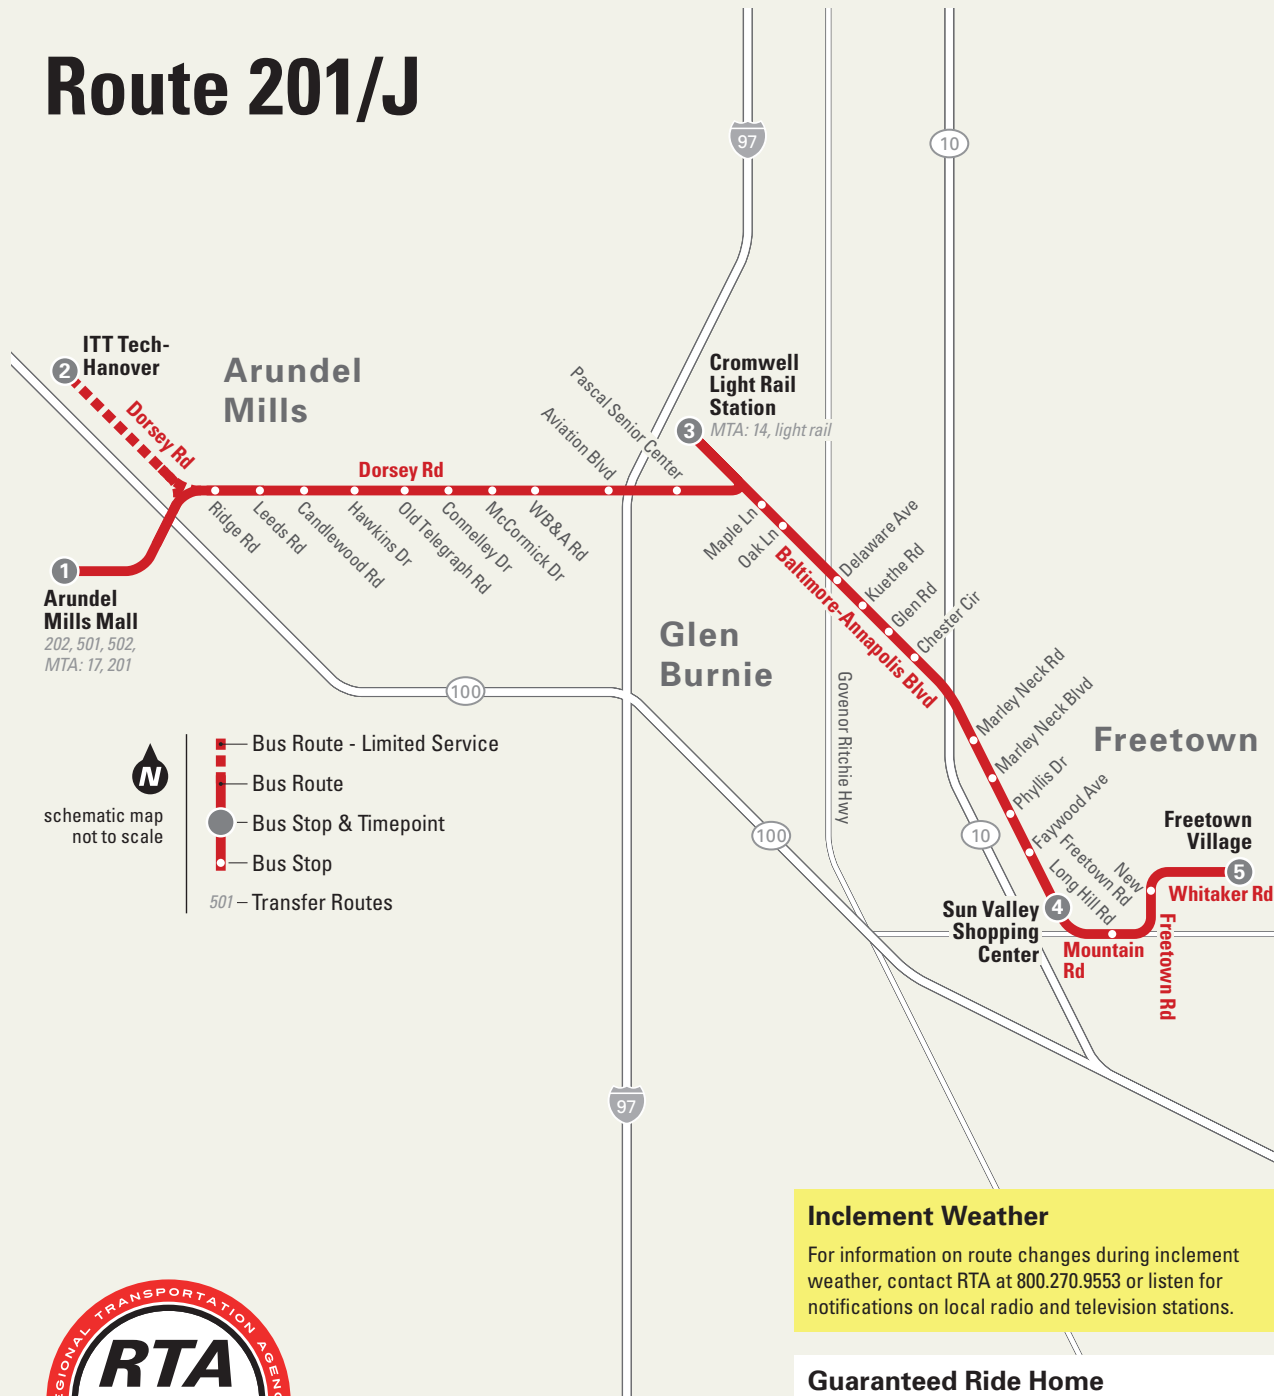 Route 201/J
97
10
ITT Tech-
Hanover
2
Dorsey Rd
Arundel
Mills
Dorsey Rd
Pascal Senior Center
Aviation Blvd
Cromwell
Light Rail
Station
MTA: 14, light rail
3
Ridge Rd
Leeds Rd
Candlewood Rd
Hawkins Dr
Old Telegraph Rd
Connelley Dr
McCormick Dr
WB&A Rd
Maple Ln
Oak Ln
Baltimore-Annapolis Blvd
Delaware Ave
Kuethe Rd
Glen Rd
Chester Cir
1
Arundel
Mills Mall
202, 501, 502,
MTA: 17, 201
Glen
Burnie
100
Govenor Ritchie Hwy
Marley Neck Rd
Marley Neck Blvd
Phyllis Dr
Faywood Ave
Freetown
N
schematic map
not to scale
Bus Route - Limited Service
Bus Route
Bus Stop & Timepoint
Bus Stop
501 – Transfer Routes
100
10
New
Freetown Rd
Long Hill Rd
Freetown
Village
5
Whitaker Rd
4
Sun Valley
Shopping
Center
Mountain
Rd
Freetown Rd
97
Inclement Weather
For information on route changes during inclement
weather, contact RTA at 800.270.9553 or listen for
notifications on local radio and television stations.
REGIONAL TRANSPORTATION AGENC
RTA
Guaranteed Ride Home